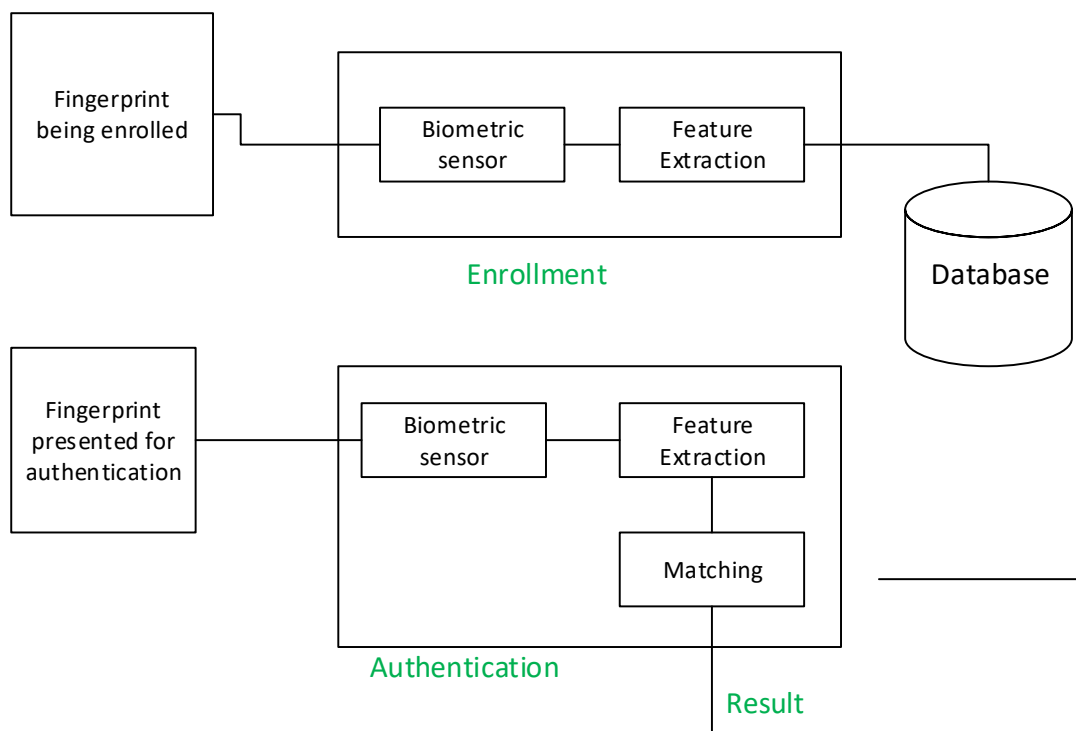 Fingerprint
being enrolled
Biometric
sensor
Feature
Extraction
Enrollment
Database
Fingerprint
presented for
authentication
Biometric
sensor
Feature
Extraction
Matching
Authentication
Result